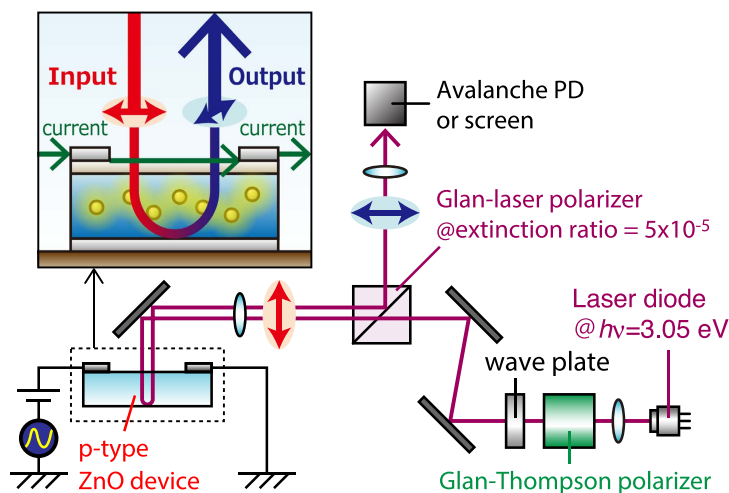 Input
Output
current
current
Avalanche PD
or screen
Glan-laser polarizer
@extinction ratio = 5x10⁻⁵
Laser diode
@hν=3.05 eV
wave plate
p-type
ZnO device
Glan-Thompson polarizer